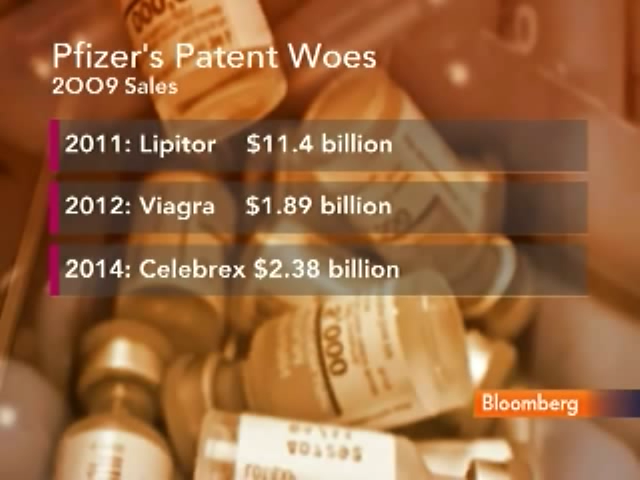 Pfizer's Patent Woes
2009 Sales
2011: Lipitor $11.4 billion
2012: Viagra $1.89 billion
2014: Celebrex $2.38 billion
Bloomberg